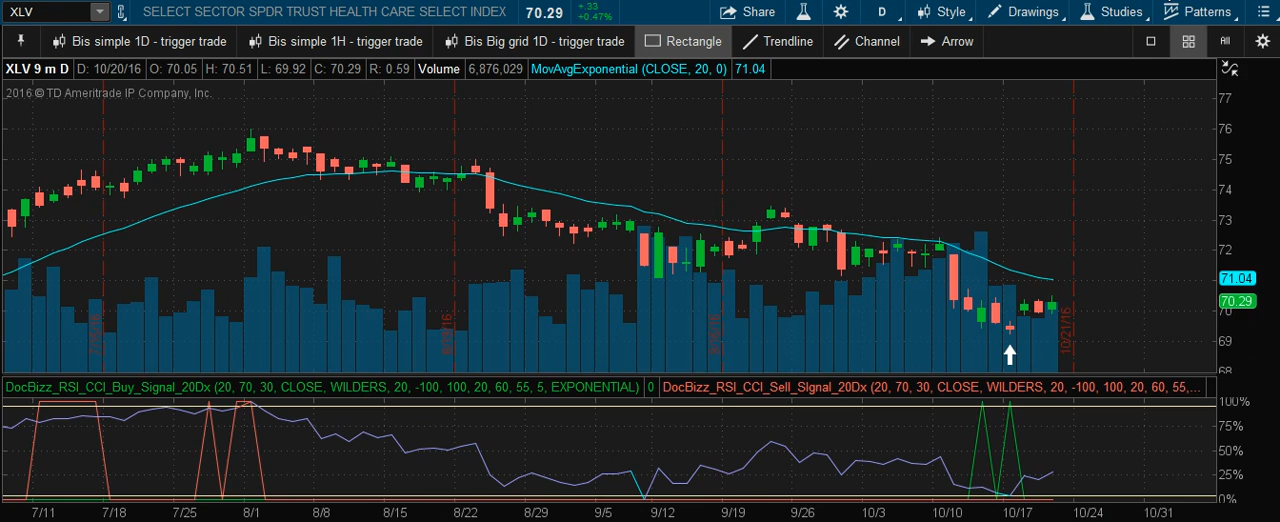 XLV SELECT SECTOR SPDR TRUST HEALTH CARE SELECT INDEX 70.29 +.33 +0.47% Share D Style Drawings Studies Patterns
Bis simple 1D - trigger trade Bis simple 1H - trigger trade Bis Big grid 1D - trigger trade Rectangle Trendline Channel Arrow All
XLV 9 m D D: 10/20/16 O: 70.05 H: 70.51 L: 69.92 C: 70.29 R: 0.59 Volume 6,876,029 MovAvgExponential (CLOSE, 20, 0) 71.04
2016 © TD Ameritrade IP Company, Inc.
77
76
75
74
73
72
71.04
70.29
70
69
68
10/21/16
DocBizz_RSI_CCI_Buy_Signal_20Dx (20, 70, 30, CLOSE, WILDERS, 20, -100, 100, 20, 60, 55, 5, EXPONENTIAL) 0 DocBizz_RSI_CCI_Sell_SIgnal_20Dx (20, 70, 30, CLOSE, WILDERS, 20, -100, 100, 20, 60, 55,...
100%
75%
50%
25%
0%
7/11 7/18 7/25 8/1 8/8 8/15 8/22 8/29 9/5 9/12 9/19 9/26 10/3 10/10 10/17 10/24 10/31